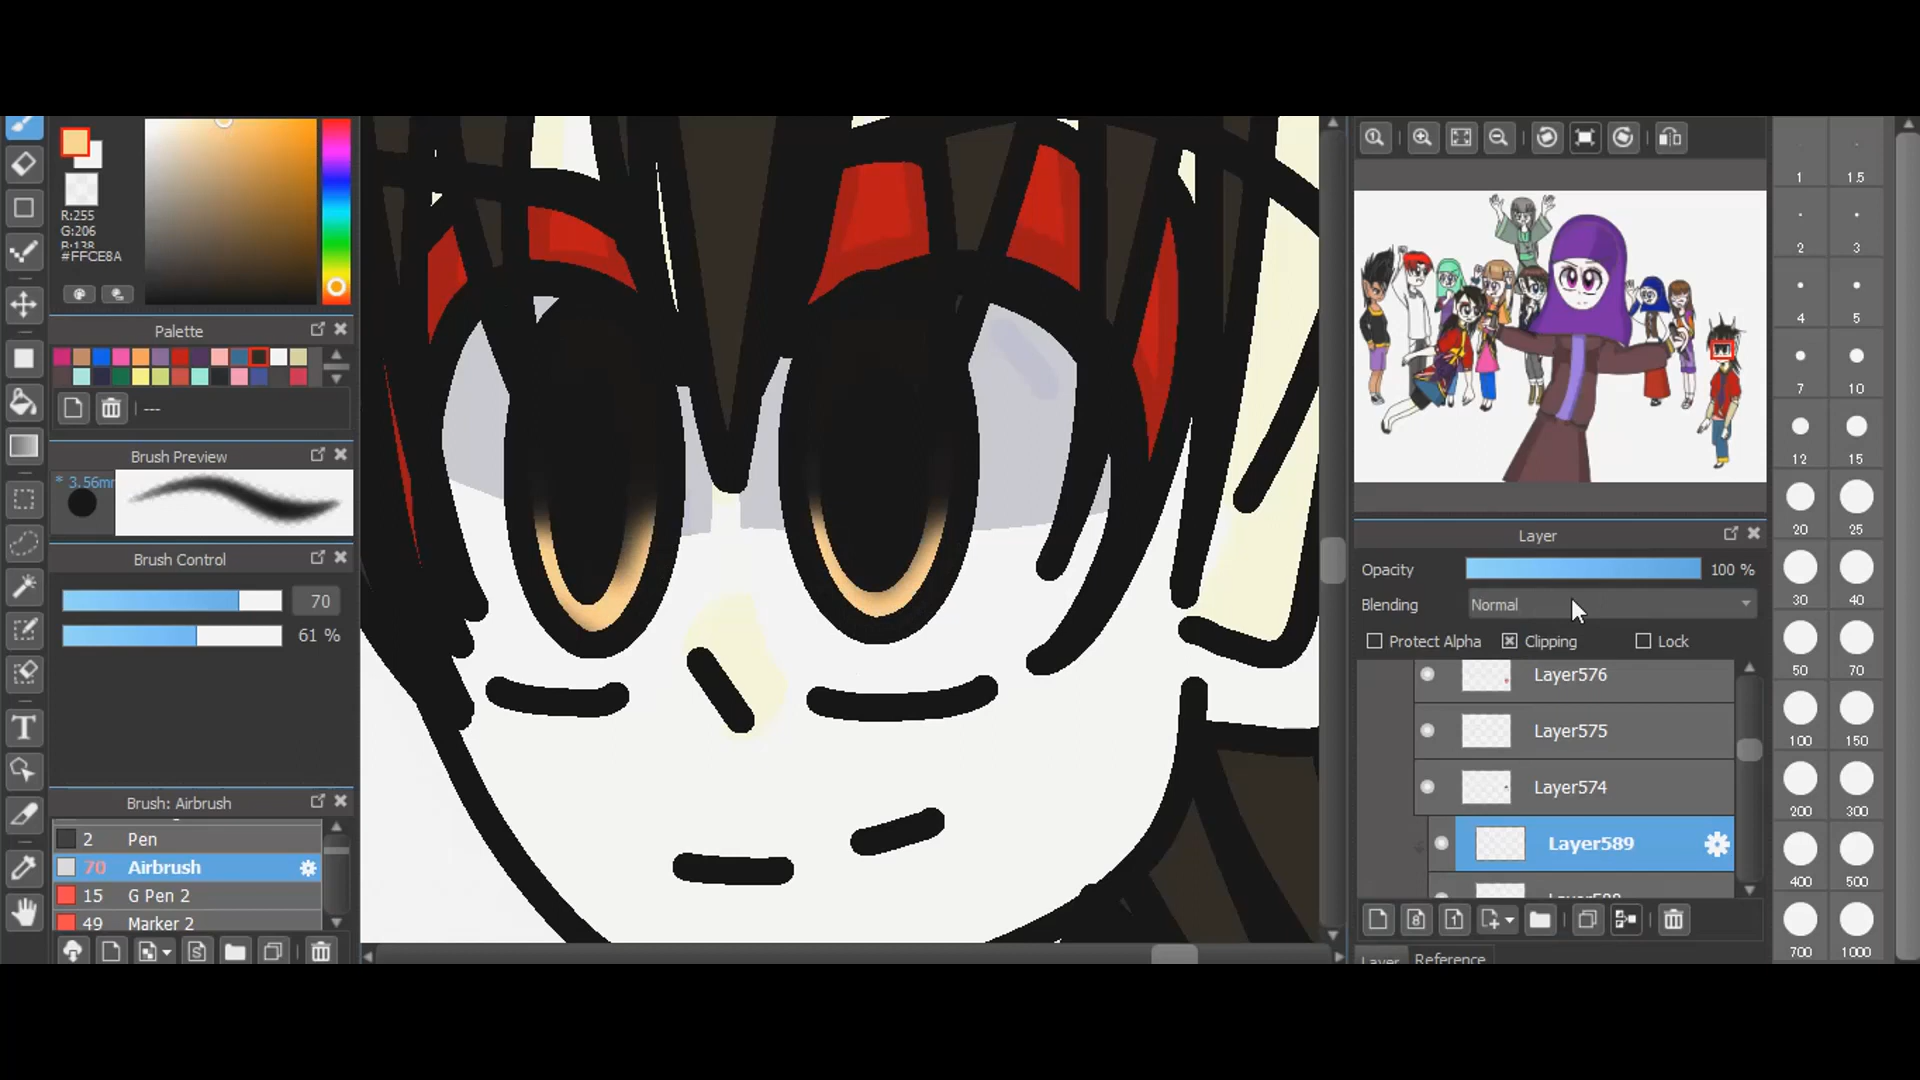 R:255
G:206
B:138
#FFCE8A
Palette
---
Brush Preview
* 3.56mm
Brush Control
70
61 %
Brush: Airbrush
2 Pen
70 Airbrush
15 G Pen 2
49 Marker 2
Layer
Opacity 100 %
Blending Normal
Protect Alpha Clipping Lock
Layer576
Layer575
Layer574
Layer589
Layer Reference
1 1.5
2 3
4 5
7 10
12 15
20 25
30 40
50 70
100 150
200 300
400 500
700 1000